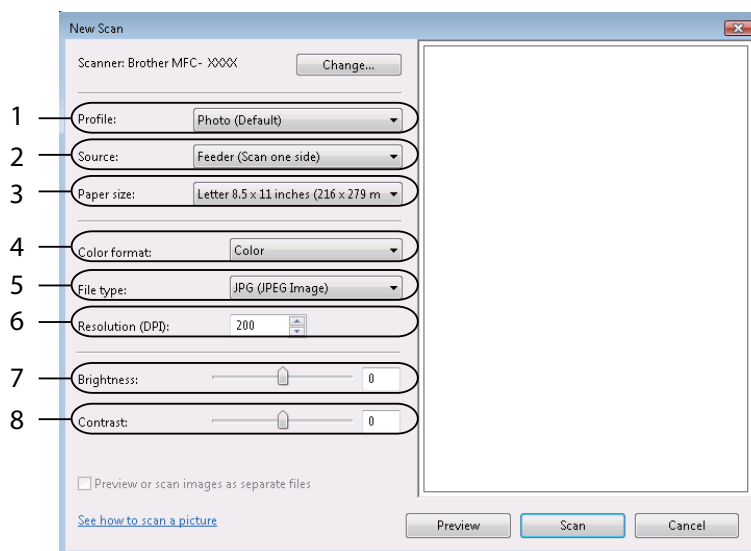 New Scan
Scanner: Brother MFC- XXXX Change...
1 Profile: Photo (Default)
2 Source: Feeder (Scan one side)
3 Paper size: Letter 8.5 x 11 inches (216 x 279 m
4 Color format: Color
5 File type: JPG (JPEG Image)
6 Resolution (DPI): 200
7 Brightness: 0
8 Contrast: 0
Preview or scan images as separate files
See how to scan a picture
Preview Scan Cancel